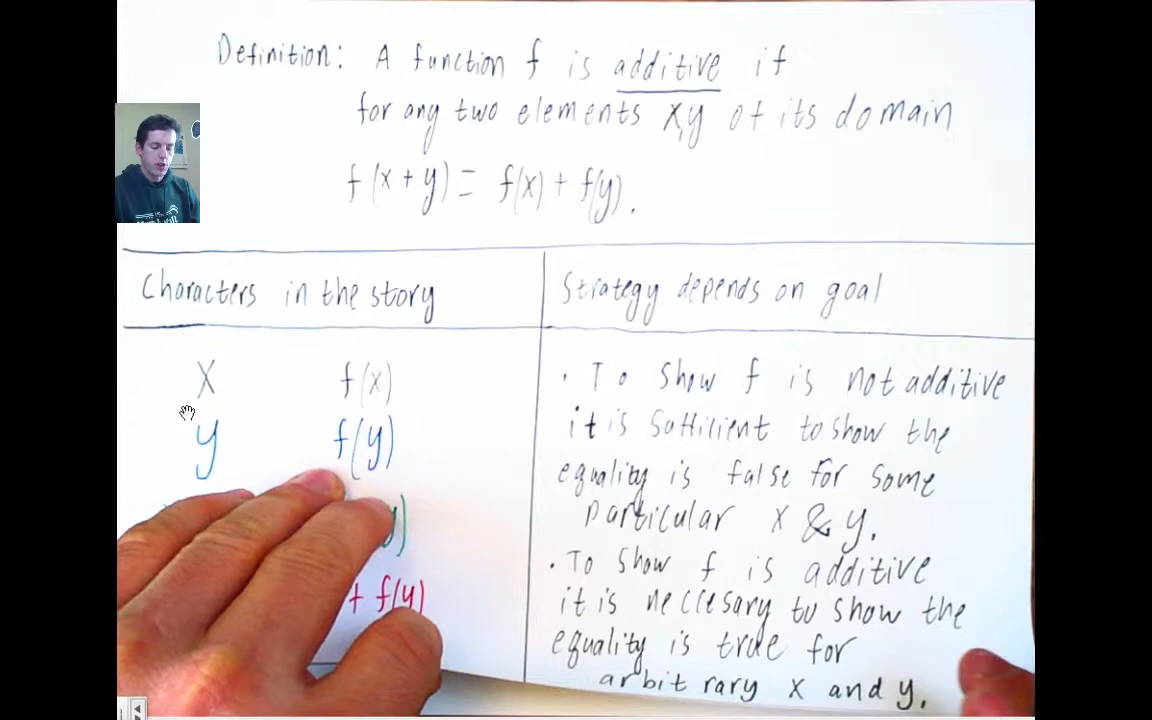 Definition: A function f is additive if
for any two elements x,y of its domain
f(x+y) = f(x) + f(y).
Characters in the story
Strategy depends on goal
x f(x)
y f(y)
y)
+ f(y)
· To show f is not additive
it is sufficient to show the
equality is false for some
particular x & y.
· To show f is additive
it is neccesary to show the
equality is true for
arbitrary x and y.